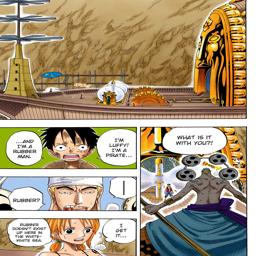 ...AND
I'M A
RUBBER
MAN.
I'M
LUFFY!
I'M A
PIRATE...
WHAT IS IT
WITH YOU?!
RUBBER?
!
RUBBER
DOESN'T EXIST
UP HERE IN
THE WHITE-
WHITE SEA.
I
GET
IT...